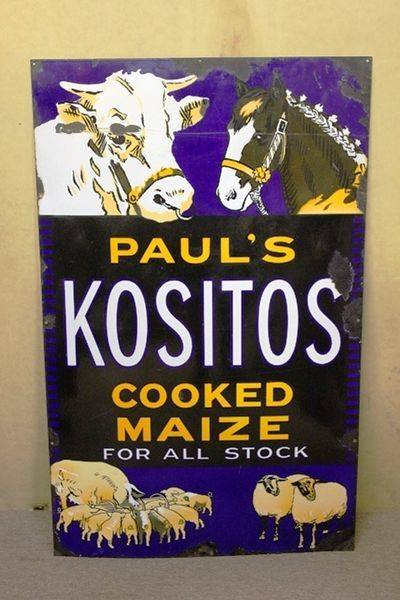 PAUL'S
KOSITOS
COOKED
MAIZE
FOR ALL STOCK